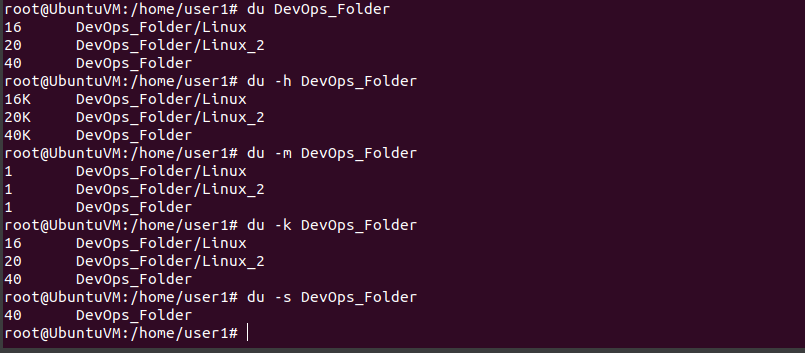 root@UbuntuVM:/home/user1# du DevOps_Folder
16 DevOps_Folder/Linux
20 DevOps_Folder/Linux_2
40 DevOps_Folder
root@UbuntuVM:/home/user1# du -h DevOps_Folder
16K DevOps_Folder/Linux
20K DevOps_Folder/Linux_2
40K DevOps_Folder
root@UbuntuVM:/home/user1# du -m DevOps_Folder
1 DevOps_Folder/Linux
1 DevOps_Folder/Linux_2
1 DevOps_Folder
root@UbuntuVM:/home/user1# du -k DevOps_Folder
16 DevOps_Folder/Linux
20 DevOps_Folder/Linux_2
40 DevOps_Folder
root@UbuntuVM:/home/user1# du -s DevOps_Folder
40 DevOps_Folder
root@UbuntuVM:/home/user1#